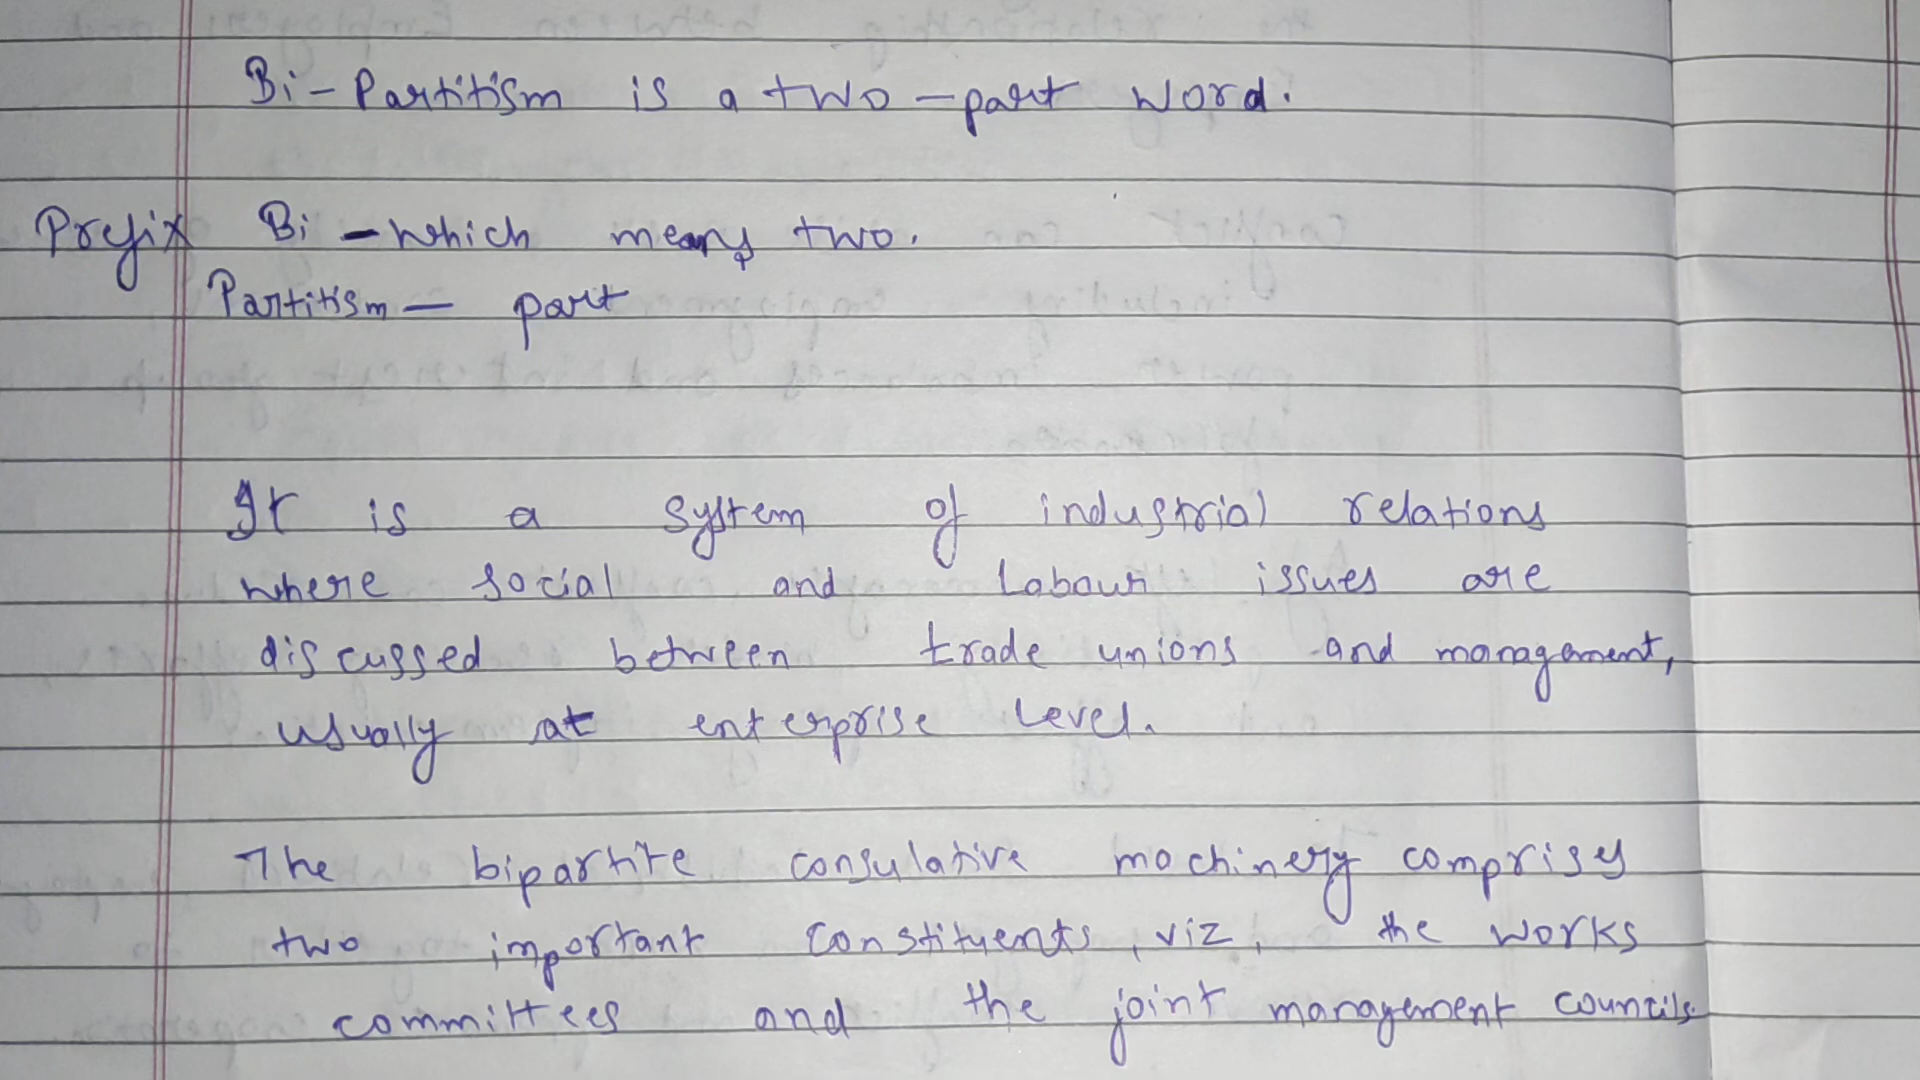 Bi-Partitism is a two-part word.
Prefix Bi - which means two.
Partitism - part
It is a system of industrial relations
where social and Labour issues are
discussed between trade unions and management,
usually at enterprise level.
The bipartite consulative machinery comprises
two important constituents, viz, the works
committees and the joint management councils.